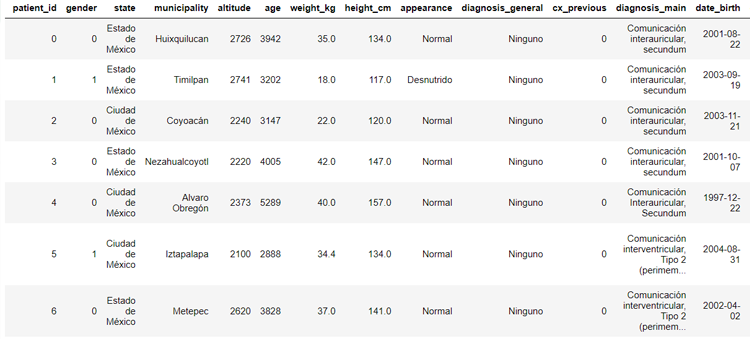 patient_id gender state municipality altitude age weight_kg height_cm appearance diagnosis_general cx_previous diagnosis_main date_birth
0 0 Estado de México Huixquilucan 2726 3942 35.0 134.0 Normal Ninguno 0 Comunicación interauricular, secundum 2001-08-22
1 1 Estado de México Timilpan 2741 3202 18.0 117.0 Desnutrido Ninguno 0 Comunicación interauricular, secundum 2003-09-19
2 0 Ciudad de México Coyoacán 2240 3147 22.0 120.0 Normal Ninguno 0 Comunicación interauricular, secundum 2003-11-21
3 0 Estado de México Nezahualcoyotl 2220 4005 42.0 147.0 Normal Ninguno 0 Comunicación interauricular, secundum 2001-10-07
4 0 Ciudad de México Alvaro Obregón 2373 5289 40.0 157.0 Normal Ninguno 0 Comunicación Interauricular, Secundum 1997-12-22
5 1 Ciudad de México Iztapalapa 2100 2888 34.4 134.0 Normal Ninguno 0 Comunicación interventricular, Tipo 2 (perimem... 2004-08-31
6 0 Estado de México Metepec 2620 3828 37.0 141.0 Normal Ninguno 0 Comunicación interventricular, Tipo 2 (perimem... 2002-04-02